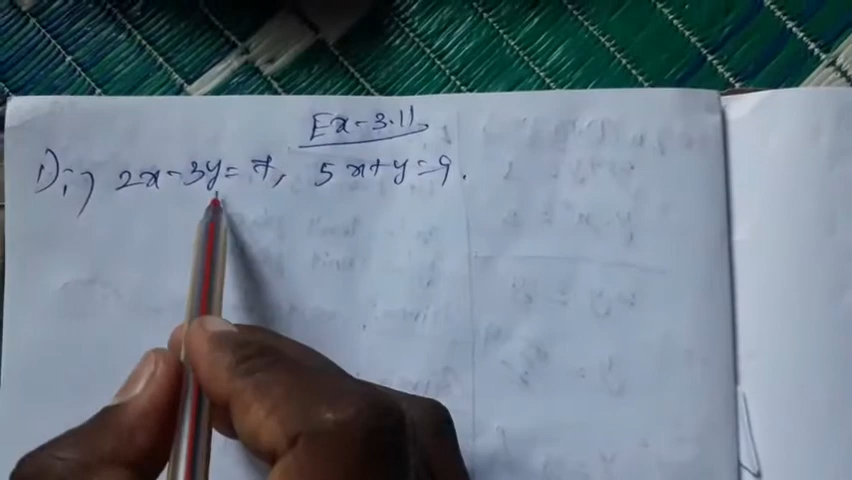 Ex-3.11
1) i) 2x-3y=7, 5x+y=9.